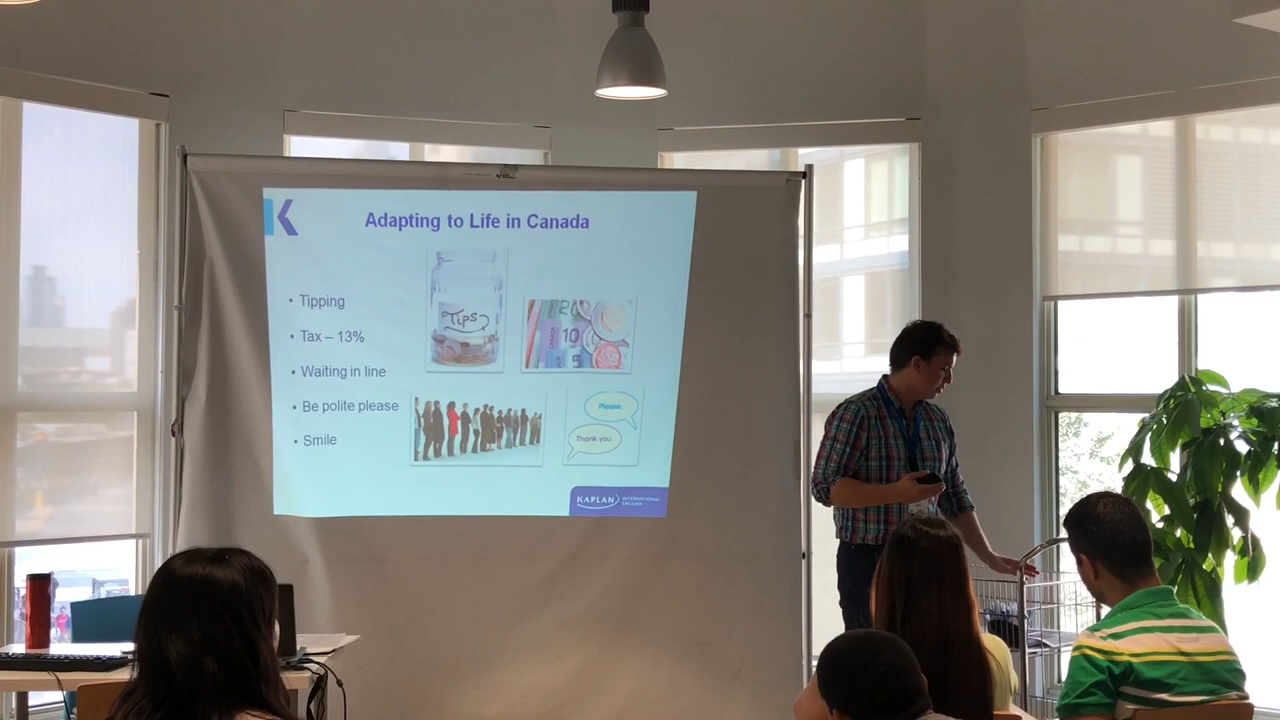 K
Adapting to Life in Canada
• Tipping
• Tax – 13%
• Waiting in line
• Be polite please
• Smile
Tips
20
10
5
Please
Thank you
KAPLAN INTERNATIONAL
ENGLISH